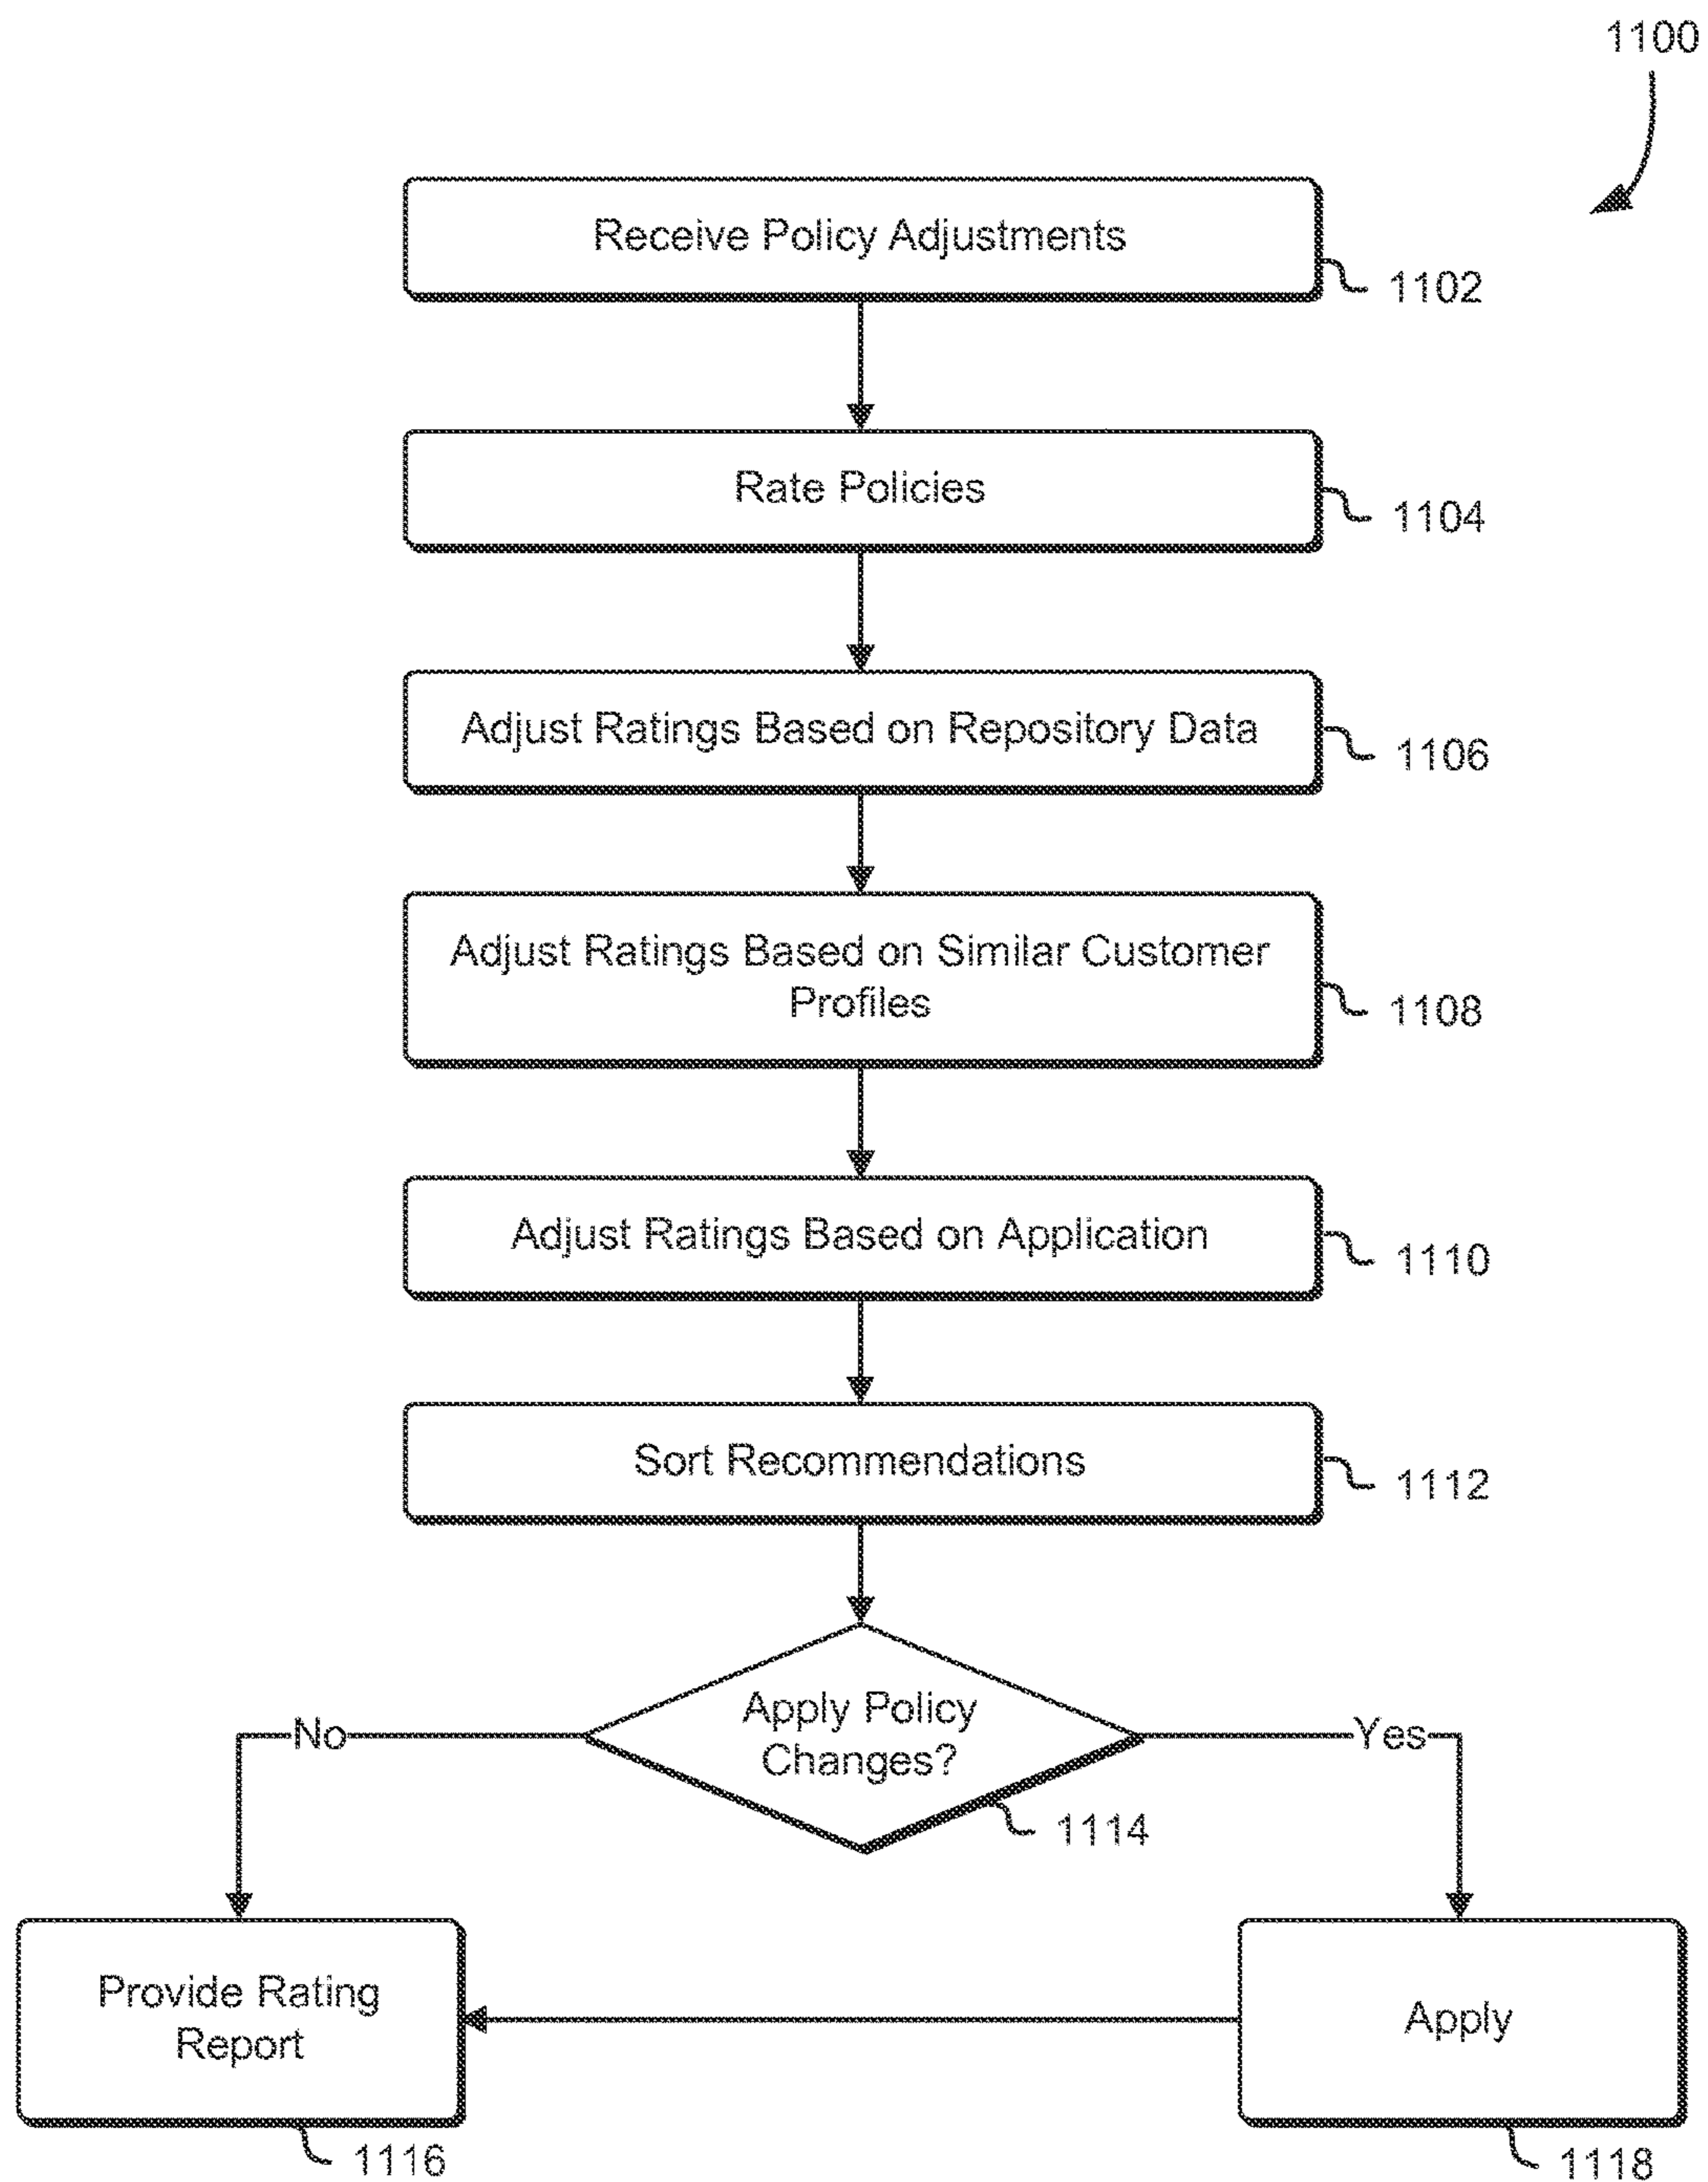 1100
Receive Policy Adjustments
1102
Rate Policies
1104
Adjust Ratings Based on Repository Data
1106
Adjust Ratings Based on Similar Customer
Profiles
1108
Adjust Ratings Based on Application
1110
Sort Recommendations
1112
Apply Policy
Changes?
No
Yes
1114
Provide Rating
Report
Apply
1116
1118